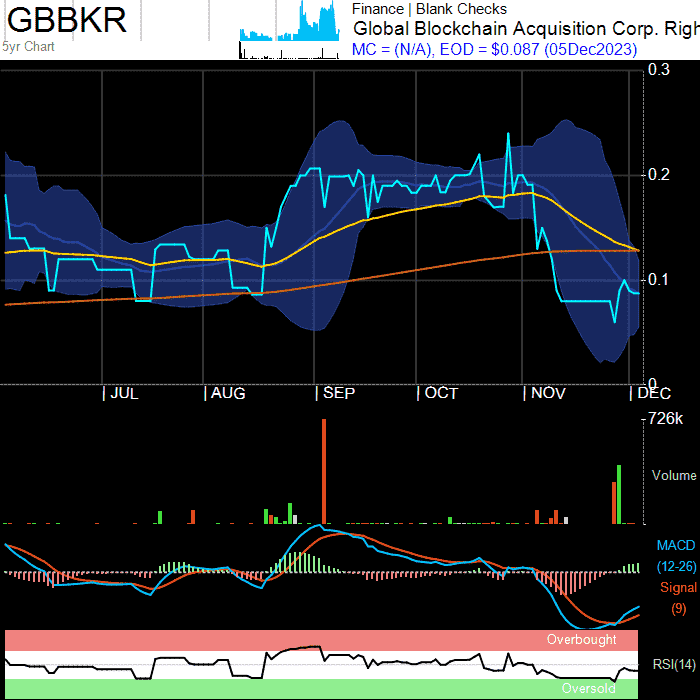 GBBKR
5yr Chart
Finance | Blank Checks
Global Blockchain Acquisition Corp. Righ
MC = (N/A), EOD = $0.087 (05Dec2023)
0.3
0.2
0.1
0
JUL AUG SEP OCT NOV DEC
726k
Volume
MACD
(12-26)
Signal
(9)
Overbought
RSI(14)
Oversold